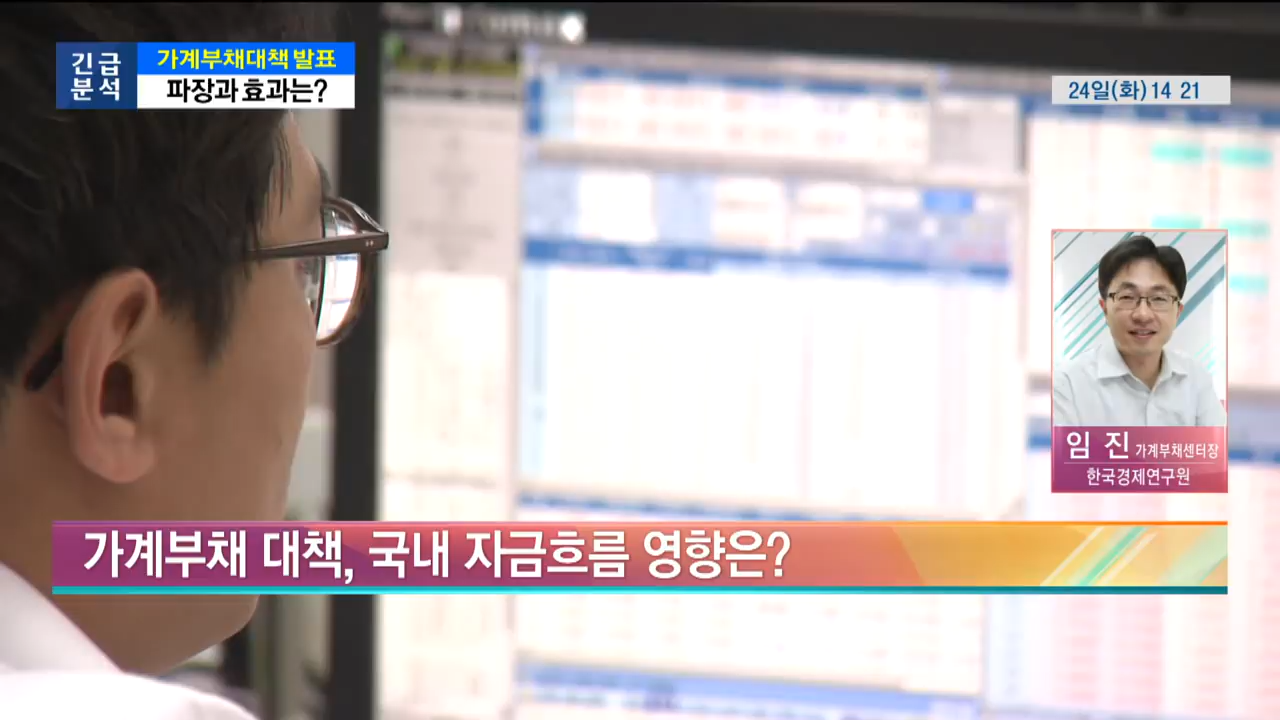 긴급
분석
가계부채대책 발표
파장과 효과는?
24일(화) 14 21
임 진 가계부채센터장
한국경제연구원
가계부채 대책, 국내 자금흐름 영향은?